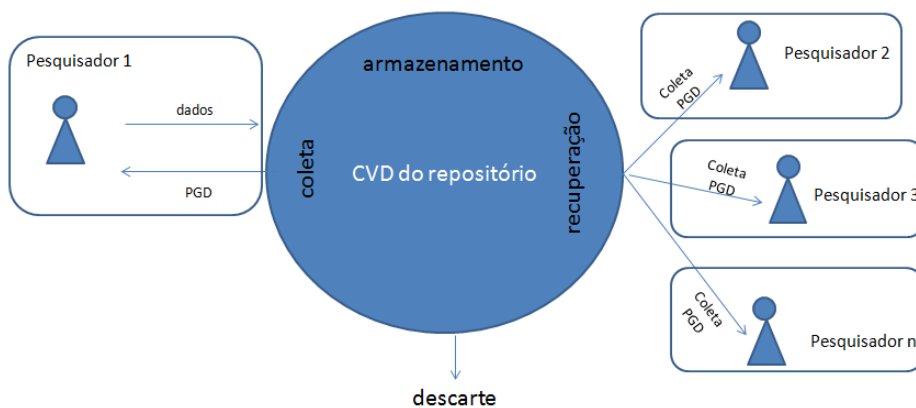 Pesquisador 1
dados
PGD
armazenamento
coleta
CVD do repositório
recuperação
descarte
Coleta
PGD
Pesquisador 2
Coleta
PGD
Pesquisador 3
Coleta
PGD
Pesquisador n